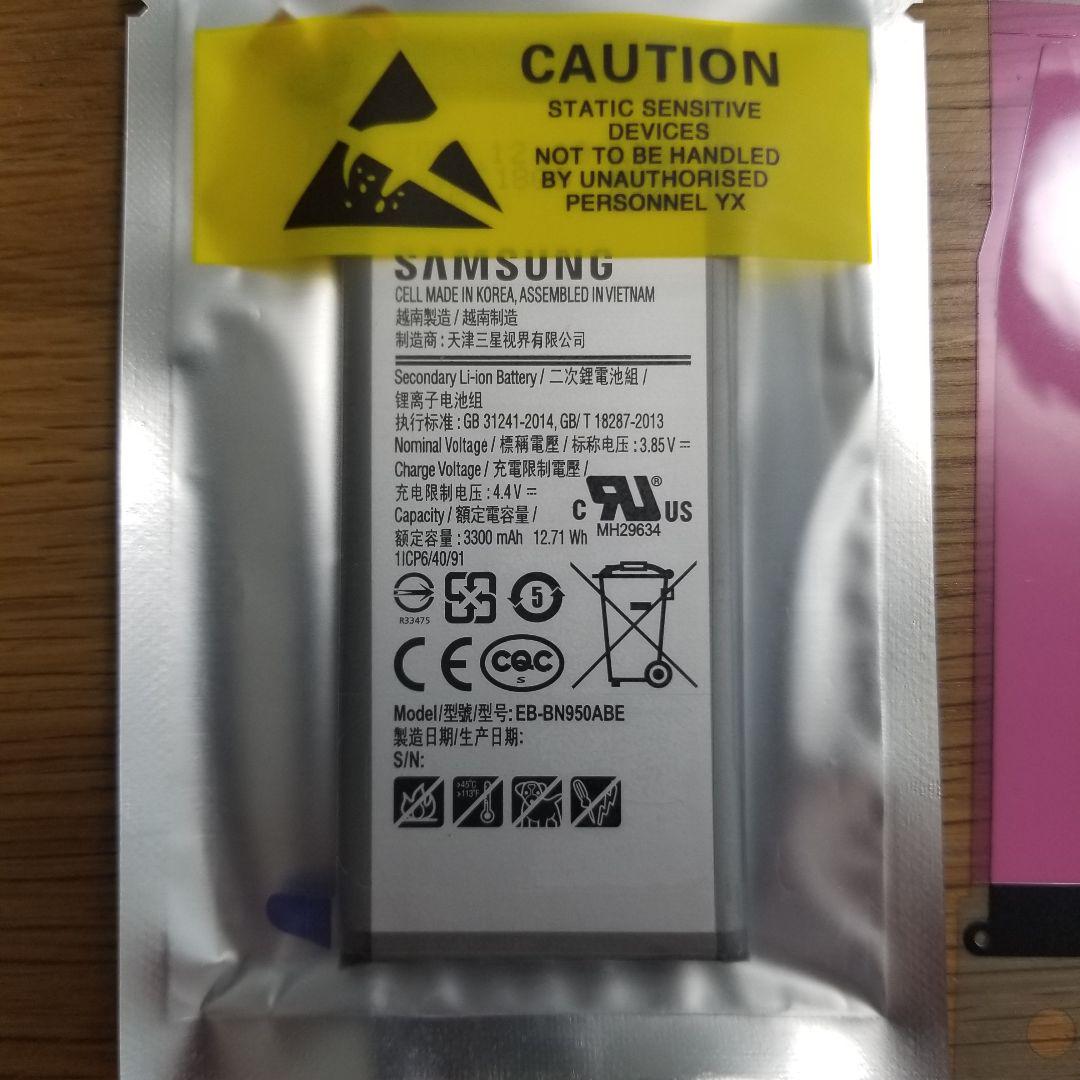 CAUTION
STATIC SENSITIVE
DEVICES
NOT TO BE HANDLED
BY UNAUTHORISED
PERSONNEL YX
SAMSUNG
CELL MADE IN KOREA, ASSEMBLED IN VIETNAM
越南製造 / 越南制造
制造商 : 天津三星视界有限公司
Secondary Li-ion Battery / 二次鋰電池組 /
锂离子电池组
执行标准 : GB 31241-2014, GB/T 18287-2013
Nominal Voltage / 標稱電壓 / 标称电压 : 3.85 V ⎓
Charge Voltage / 充電限制電壓 /
充电限制电压 : 4.4 V ⎓
Capacity / 額定電容量 /
额定容量 : 3300 mAh 12.71 Wh
1ICP6/40/91
C RU ® US
MH29634
R33475
5
CE CQC
S
Model/型號/型号: EB-BN950ABE
製造日期/生产日期:
S/N:
>45°C
>113°F